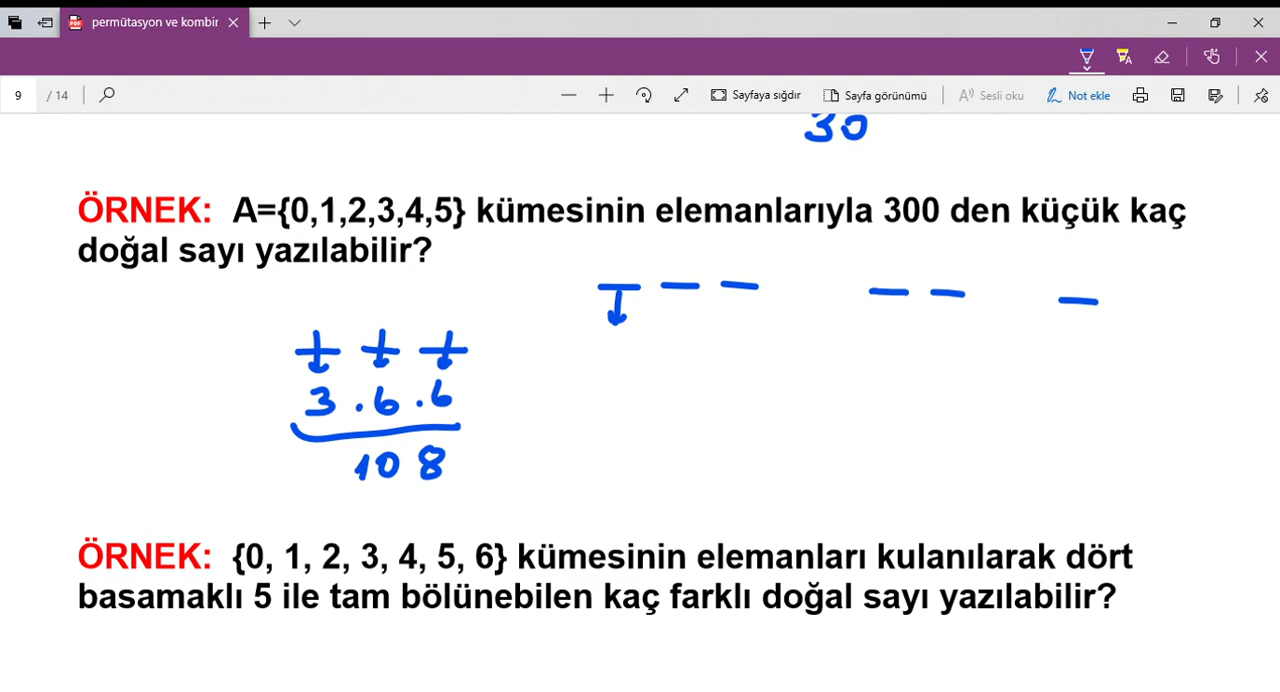 permütasyon ve kombir
9 / 14 Sayfaya sığdır Sayfa görünümü Sesli oku Not ekle
30
ÖRNEK: A={0,1,2,3,4,5} kümesinin elemanlarıyla 300 den küçük kaç
doğal sayı yazılabilir?
3 . 6 . 6
108
ÖRNEK: {0, 1, 2, 3, 4, 5, 6} kümesinin elemanları kulanılarak dört
basamaklı 5 ile tam bölünebilen kaç farklı doğal sayı yazılabilir?